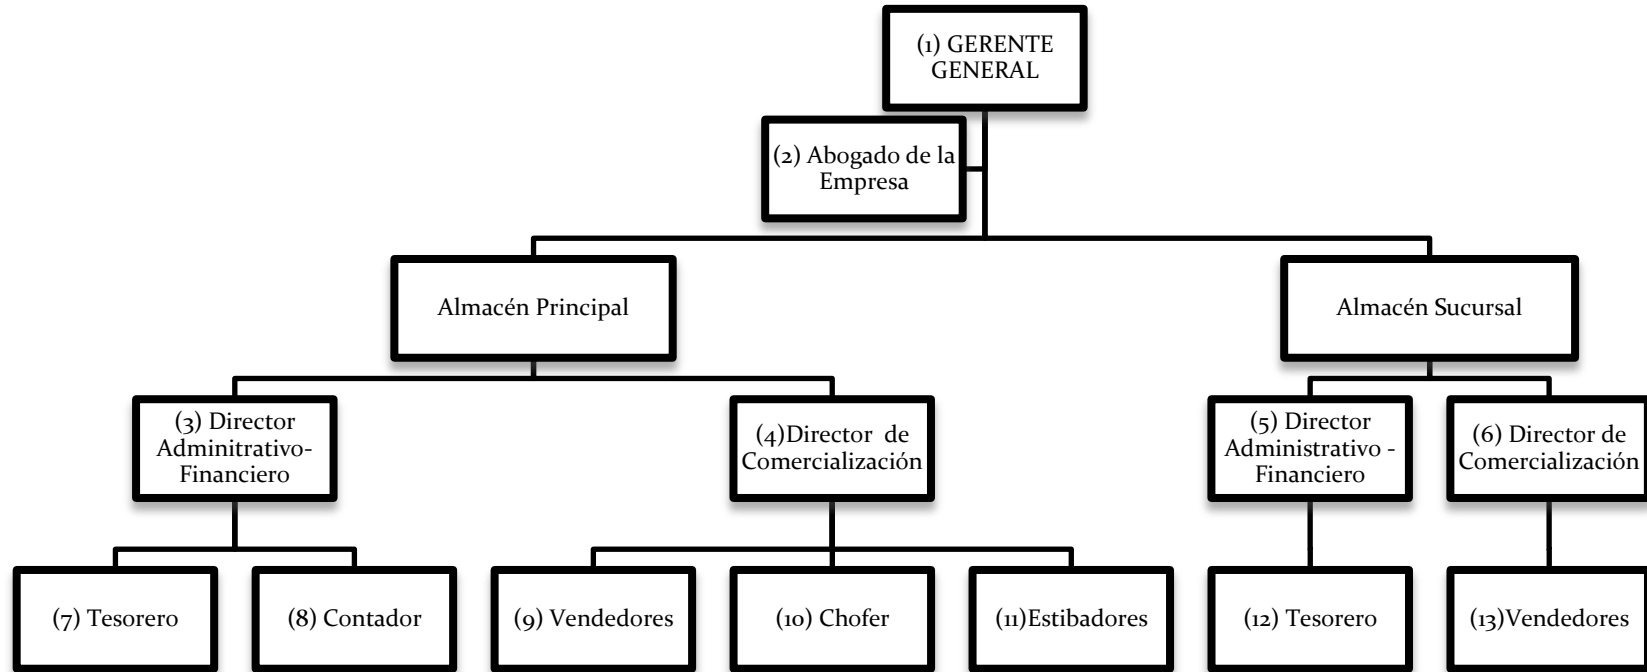 (1) GERENTE
GENERAL
(2) Abogado de la
Empresa
Almacén Principal
Almacén Sucursal
(3) Director
Adminitrativo-
Financiero
(4)Director de
Comercialización
(5) Director
Administrativo -
Financiero
(6) Director de
Comercialización
(7) Tesorero
(8) Contador
(9) Vendedores
(10) Chofer
(11)Estibadores
(12) Tesorero
(13)Vendedores